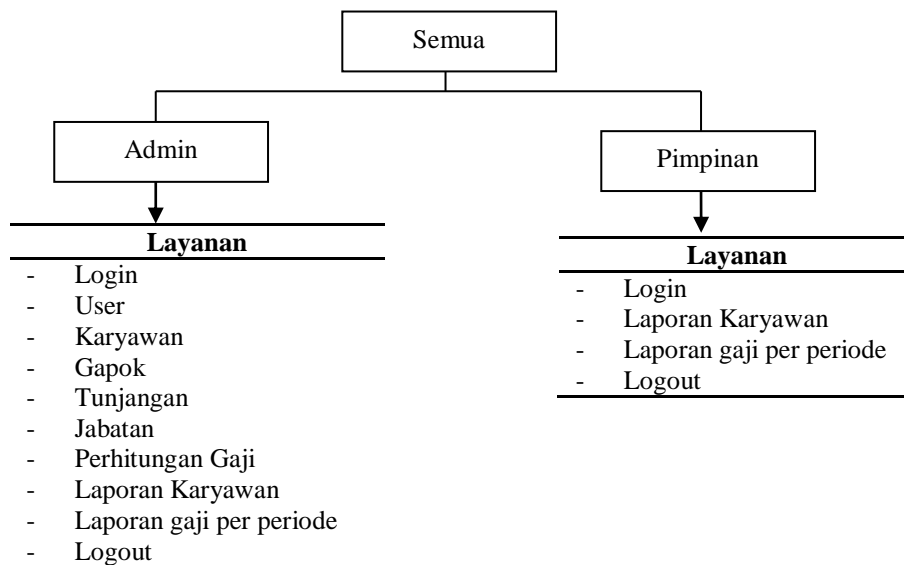 Semua
Admin
Pimpinan
Layanan
- Login
- User
- Karyawan
- Gapok
- Tunjangan
- Jabatan
- Perhitungan Gaji
- Laporan Karyawan
- Laporan gaji per periode
- Logout
Layanan
- Login
- Laporan Karyawan
- Laporan gaji per periode
- Logout